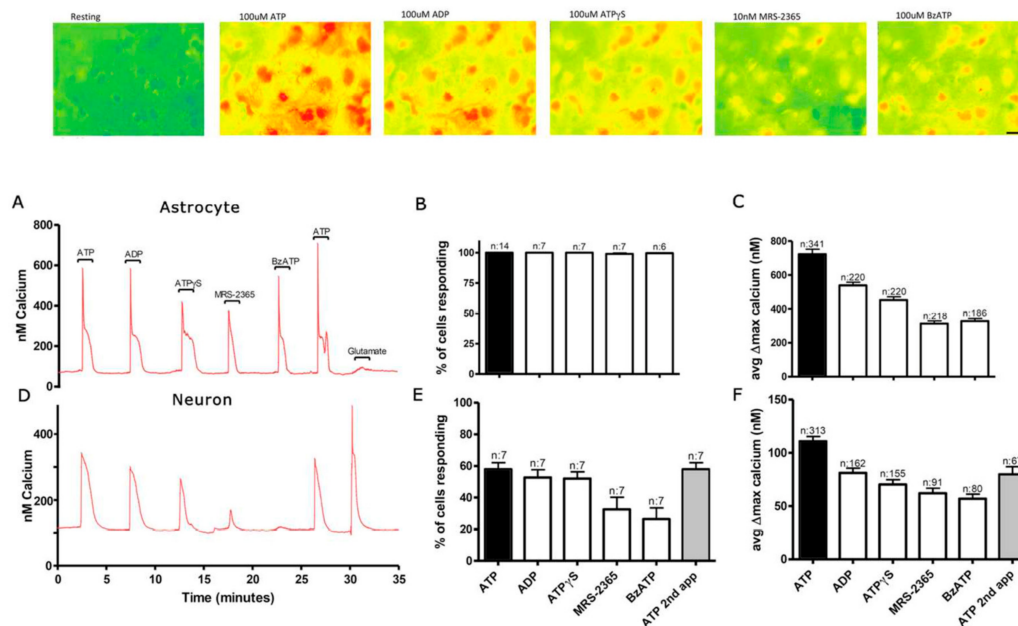 Resting
100uM ATP
100uM ADP
100uM ATPγS
10nM MRS-2365
100uM BzATP
A
Astrocyte
nM Calcium
800
600
400
200
0
ATP
ADP
ATPγS
MRS-2365
BzATP
ATP
Glutamate
B
% of cells responding
100
75
50
25
0
n:14
n:7
n:7
n:7
n:6
C
avg Δmax calcium (nM)
800
600
400
200
0
n:341
n:220
n:220
n:218
n:186
D
Neuron
nM Calcium
400
200
0
0
5
10
15
20
25
30
35
Time (minutes)
E
% of cells responding
100
80
60
40
20
0
n:7
n:7
n:7
n:7
n:7
n:7
ATP
ADP
ATPγS
MRS-2365
BzATP
ATP 2nd app
F
avg Δmax calcium (nM)
150
100
50
0
n:313
n:162
n:155
n:91
n:80
ATP
ADP
ATPγS
MRS-2365
BzATP
ATP 2nd app